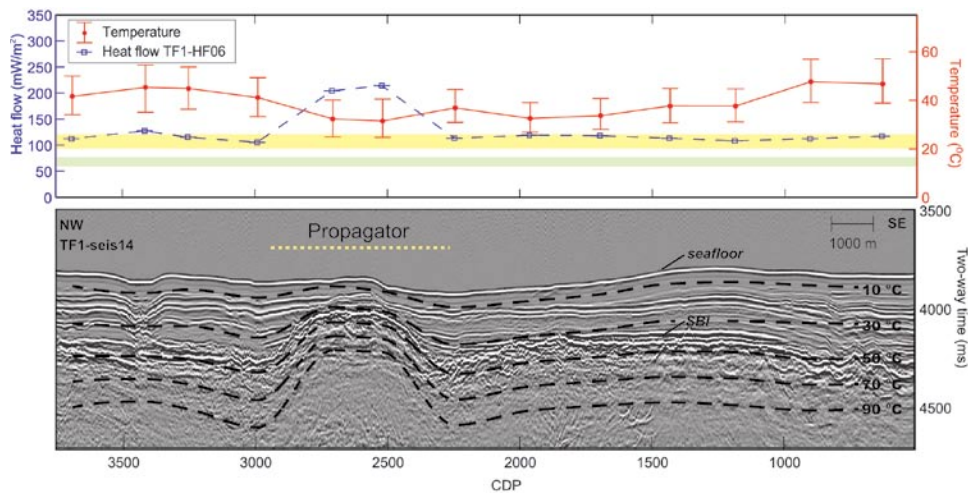 350
300
250
200
150
100
50
0
Heat flow (mW/m²)
Temperature
Heat flow TF1-HF06
60
40
20
0
Temperature (°C)
NW
TF1-seis14
Propagator
SE
1000 m
seafloor
SBI
10 °C
30 °C
50 °C
70 °C
90 °C
3500
4000
4500
Two-way time (ms)
3500
3000
2500
2000
1500
1000
CDP